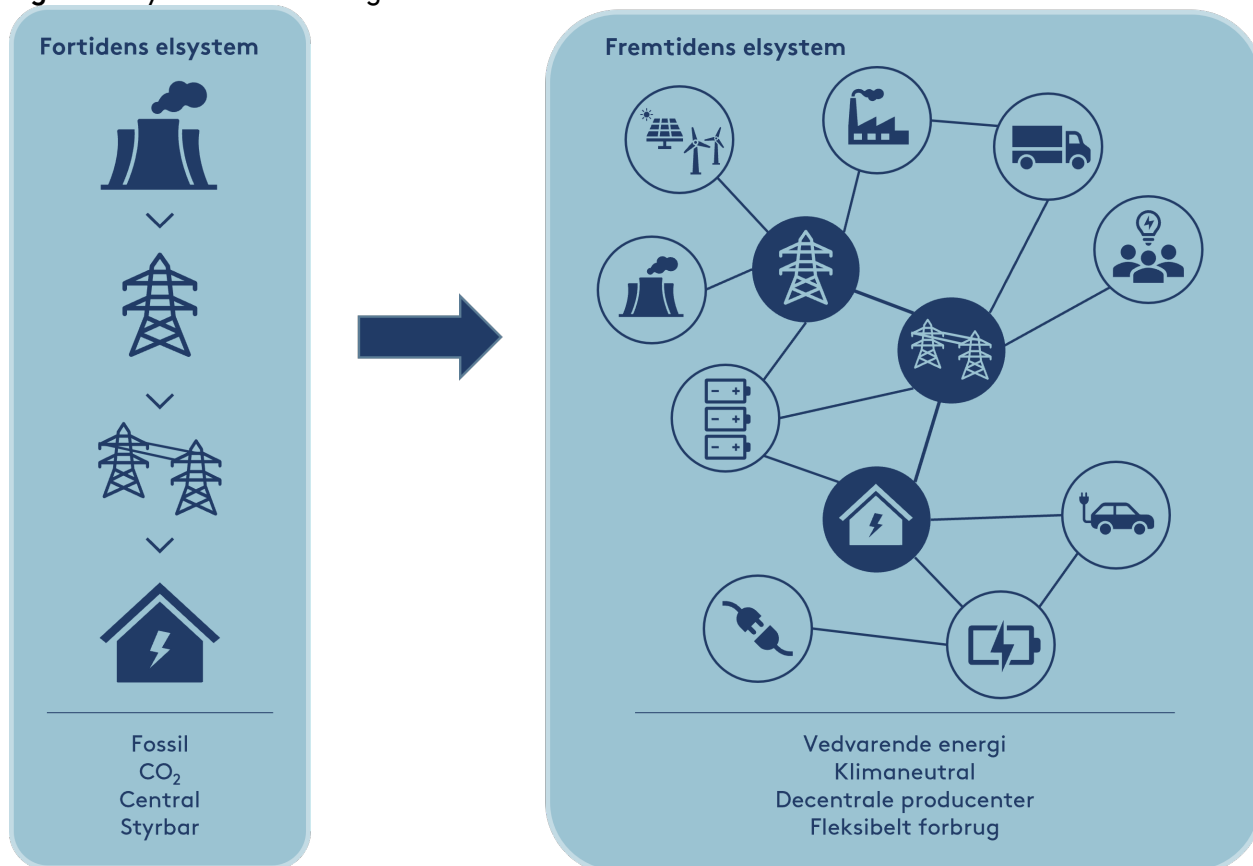 Fortidens elsystem
Fossil
CO₂
Central
Styrbar
Fremtidens elsystem
Vedvarende energi
Klimaneutral
Decentrale producenter
Fleksibelt forbrug